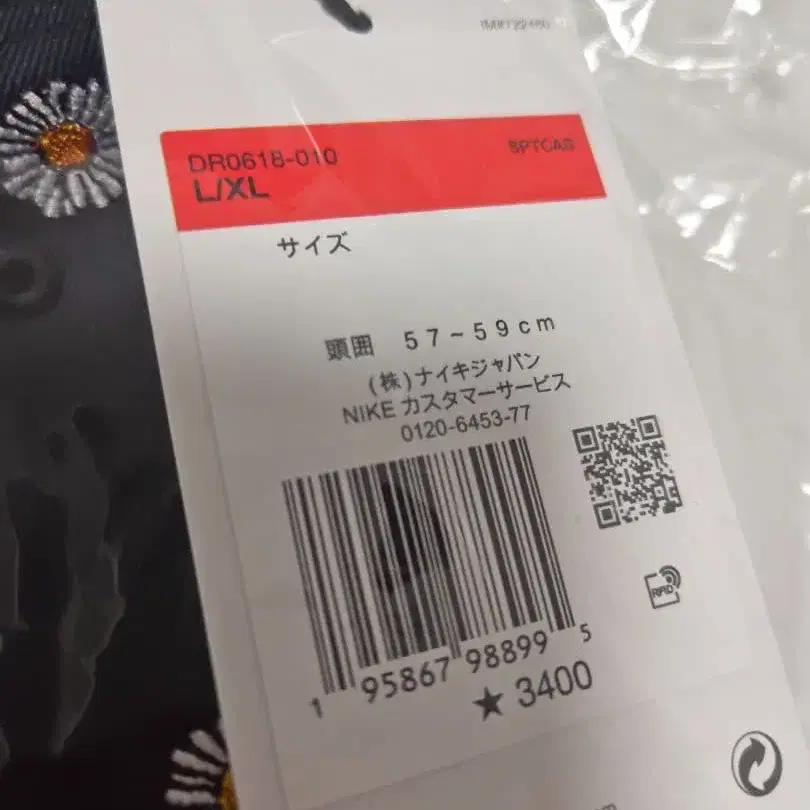 DR0618-010
SPTCAS
L/XL
サイズ
頭囲 57~59cm
(株)ナイキジャパン
NIKE カスタマーサービス
0120-6453-77
RFID
1 95867 98899 5
★3400